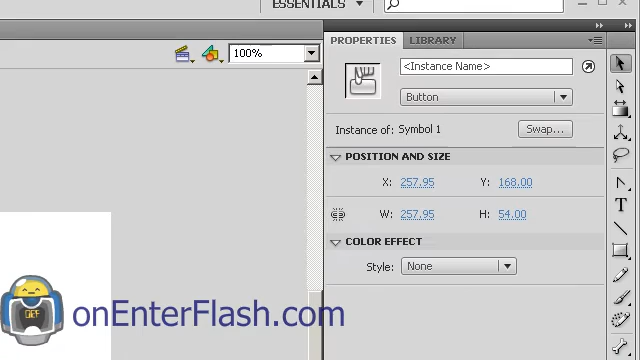 ESSENTIALS
PROPERTIES LIBRARY
100%
<Instance Name>
Button
Instance of: Symbol 1 Swap...
POSITION AND SIZE
X: 257.95 Y: 168.00
W: 257.95 H: 54.00
COLOR EFFECT
Style: None
T
OEF
onEnterFlash.com